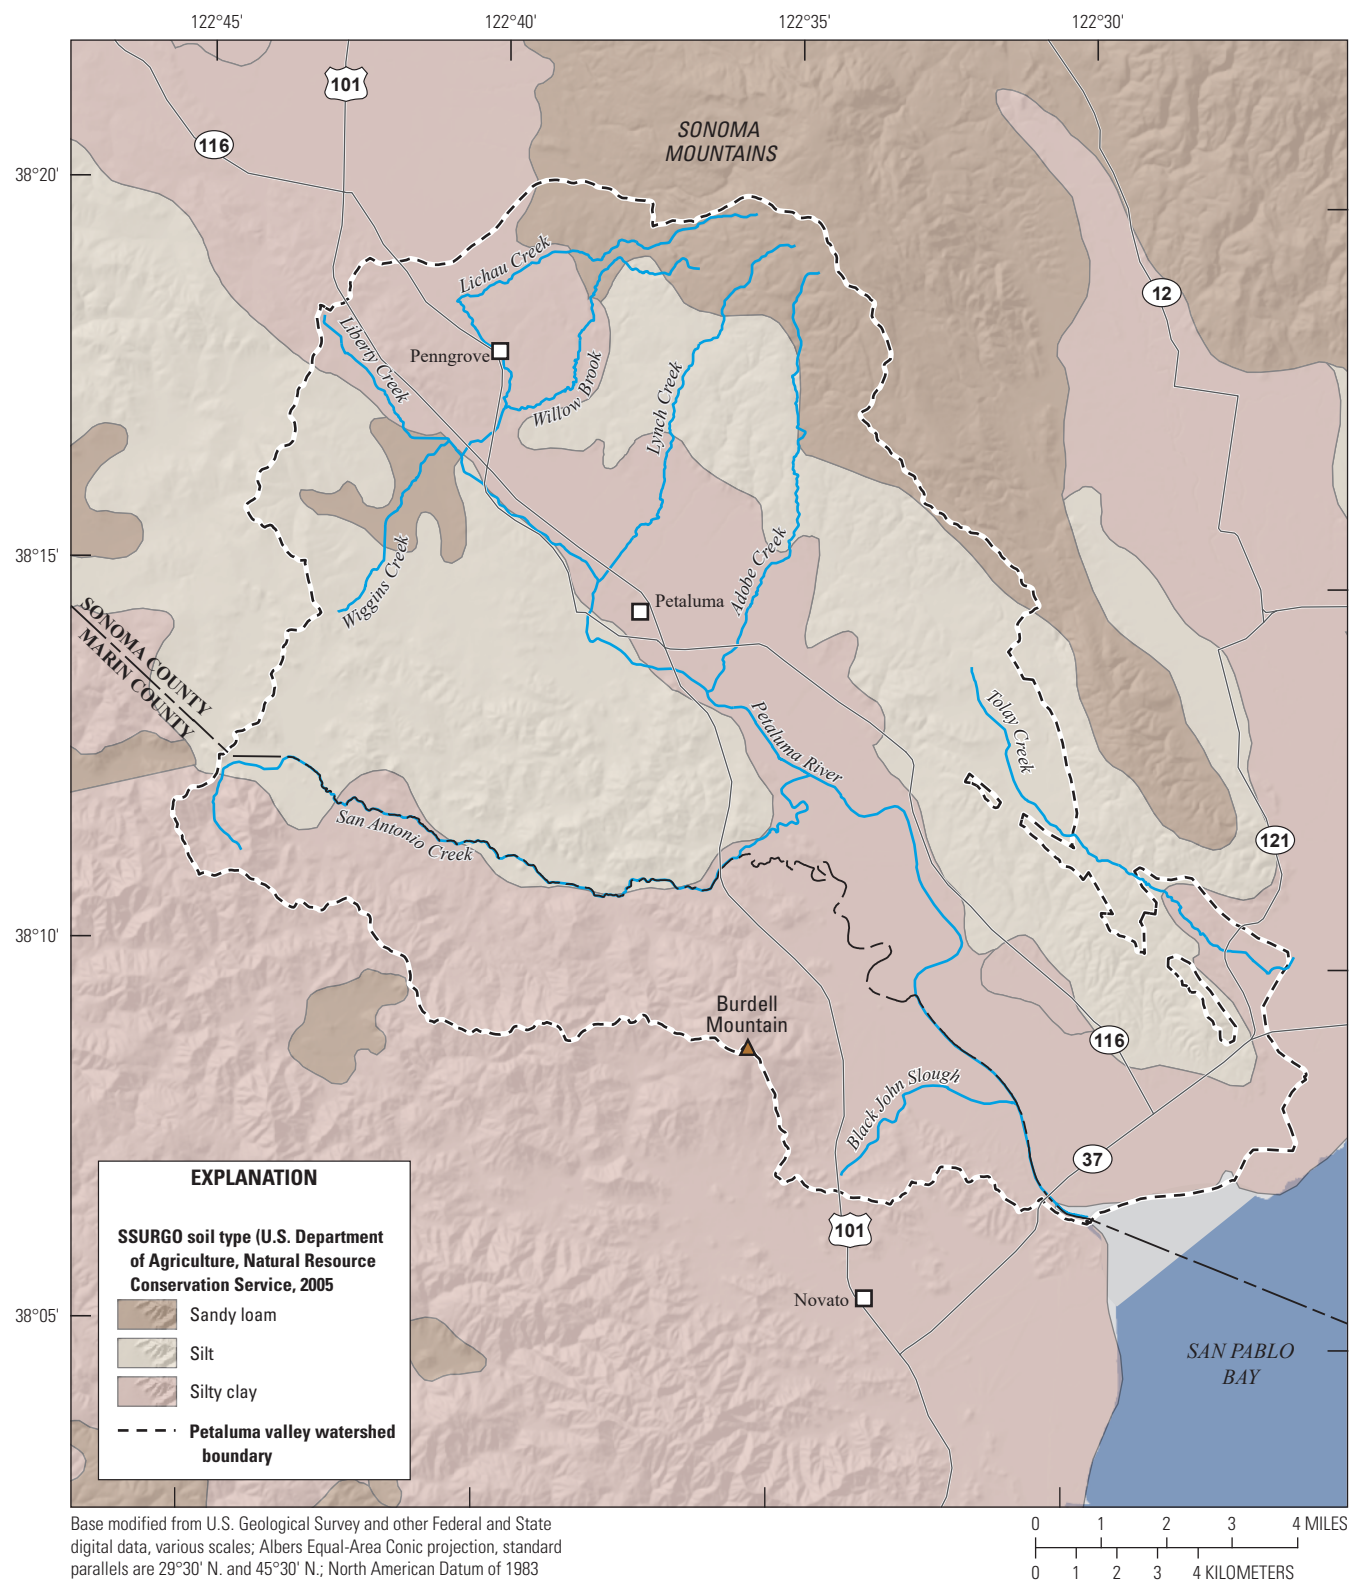 122°45'
122°40'
122°35'
122°30'
101
116
SONOMA
MOUNTAINS
38°20'
Lichau Creek
12
Liberty Creek
Penngrove
Willow Brook
Lynch Creek
38°15'
Wiggins Creek
Adobe Creek
Petaluma
SONOMA COUNTY
MARIN COUNTY
Tolay Creek
Petaluma River
San Antonio Creek
121
38°10'
Burdell
Mountain
116
Black John Slough
37
101
Novato
38°05'
SAN PABLO
BAY
EXPLANATION
SSURGO soil type (U.S. Department
of Agriculture, Natural Resource
Conservation Service, 2005
Sandy loam
Silt
Silty clay
Petaluma valley watershed
boundary
Base modified from U.S. Geological Survey and other Federal and State
digital data, various scales; Albers Equal-Area Conic projection, standard
parallels are 29°30' N. and 45°30' N.; North American Datum of 1983
0 1 2 3 4 MILES
0 1 2 3 4 KILOMETERS